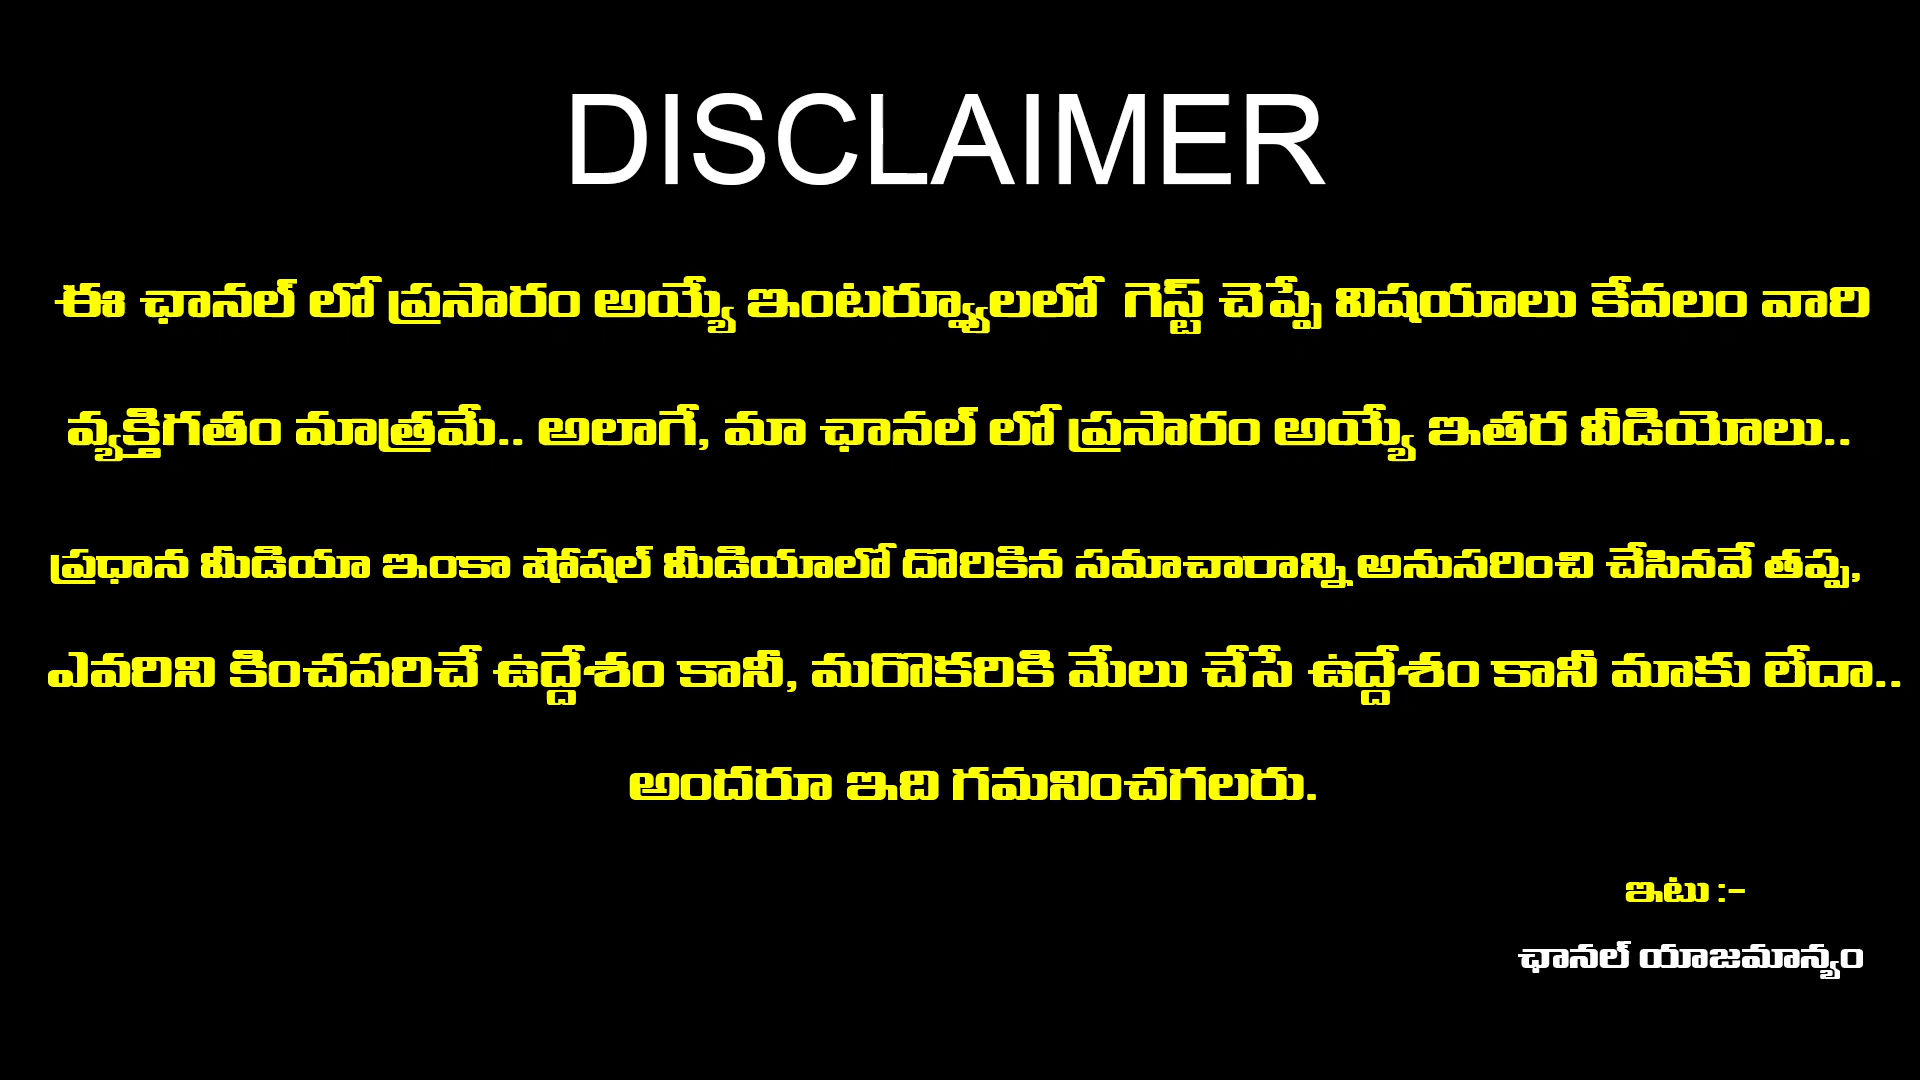 DISCLAIMER
ఈ ఛానల్ లో ప్రసారం అయ్యే ఇంటర్వ్యూలలో గెస్ట్ చెప్పే విషయాలు కేవలం వారి
వ్యక్తిగతం మాత్రమే.. అలాగే, మా ఛానల్ లో ప్రసారం అయ్యే ఇతర వీడియోలు..
ప్రధాన మీడియా ఇంకా షోషల్ మీడియాలో దొరికిన సమాచారాన్ని అనుసరించి చేసినవే తప్ప,
ఎవరిని కించపరిచే ఉద్దేశం కానీ, మరొకరికి మేలు చేసే ఉద్దేశం కానీ మాకు లేదా..
అందరూ ఇది గమనించగలరు.
ఇటు :-
ఛానల్ యాజమాన్యం